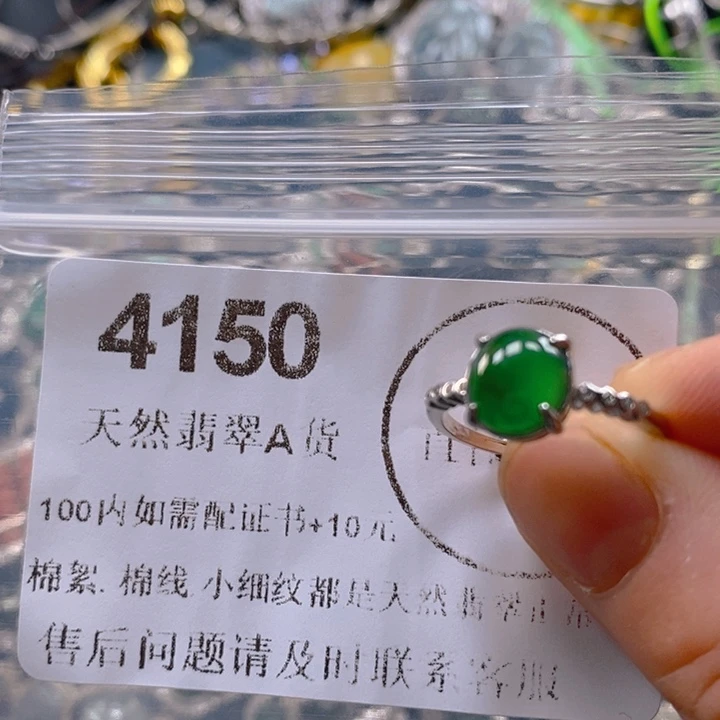 4150
天然翡翠A货
100内如需配证书+10元
棉絮.棉线.小细纹都是天然翡翠正常
售后问题请及时联系客服